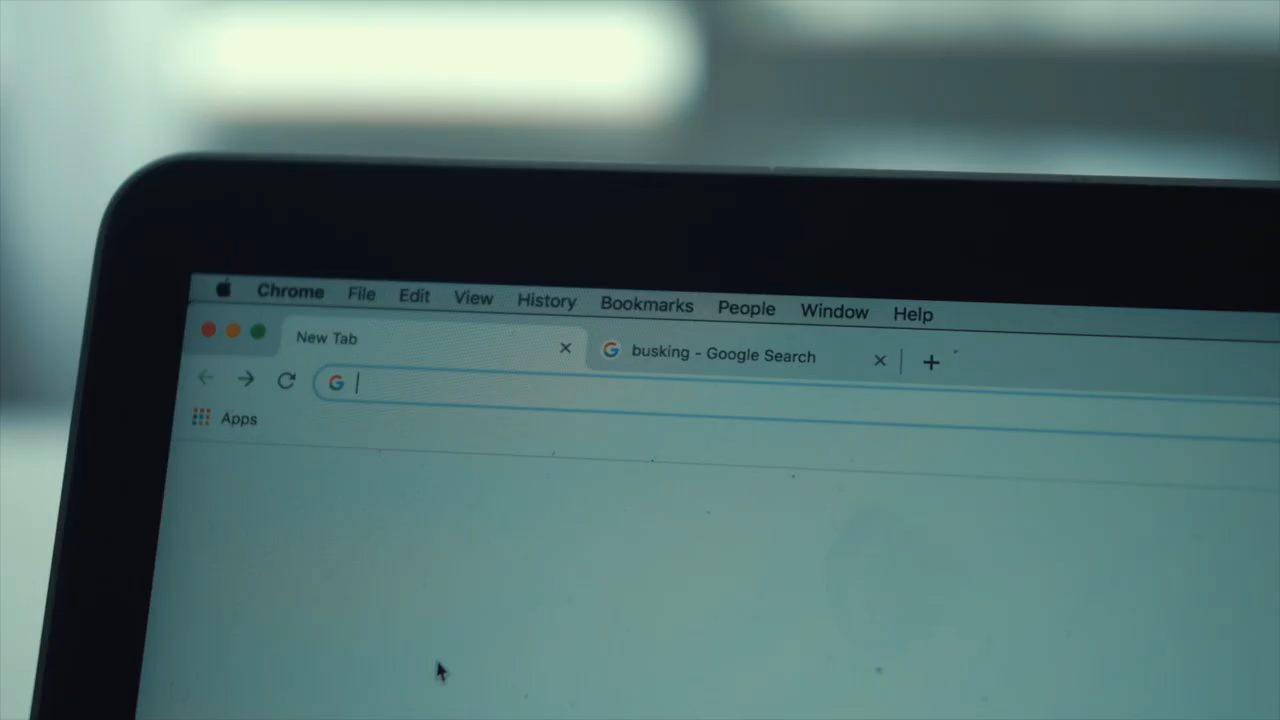 Chrome File Edit View History Bookmarks People Window Help
New Tab
busking - Google Search
Apps